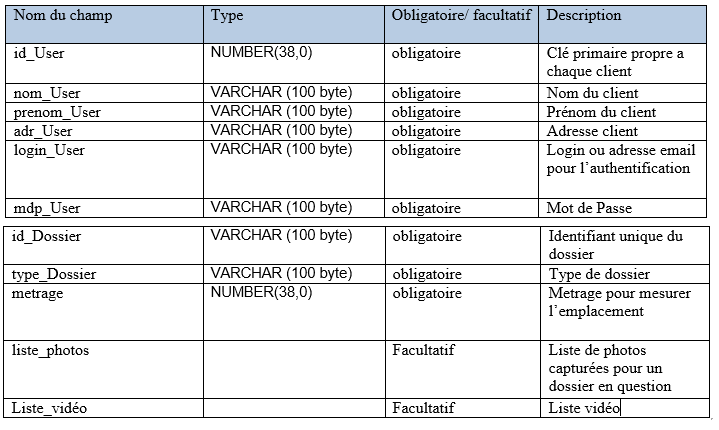 Nom du champ Type Obligatoire/ facultatif Description
id_User NUMBER(38,0) obligatoire Clé primaire propre a
chaque client
nom_User VARCHAR (100 byte) obligatoire Nom du client
prenom_User VARCHAR (100 byte) obligatoire Prénom du client
adr_User VARCHAR (100 byte) obligatoire Adresse client
login_User VARCHAR (100 byte) obligatoire Login ou adresse email
pour l’authentification
mdp_User VARCHAR (100 byte) obligatoire Mot de Passe
id_Dossier VARCHAR (100 byte) obligatoire Identifiant unique du
dossier
type_Dossier VARCHAR (100 byte) obligatoire Type de dossier
metrage NUMBER(38,0) obligatoire Metrage pour mesurer
l’emplacement
liste_photos Facultatif Liste de photos
capturées pour un
dossier en question
Liste_vidéo Facultatif Liste vidéo